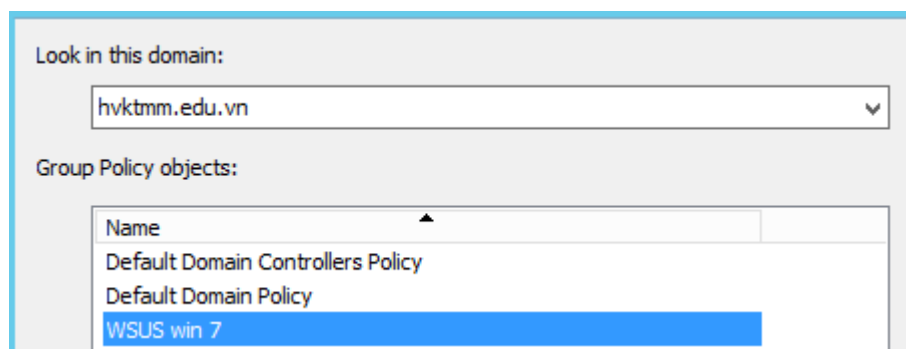 Look in this domain:
hvktmm.edu.vn
Group Policy objects:
Name
Default Domain Controllers Policy
Default Domain Policy
WSUS win 7